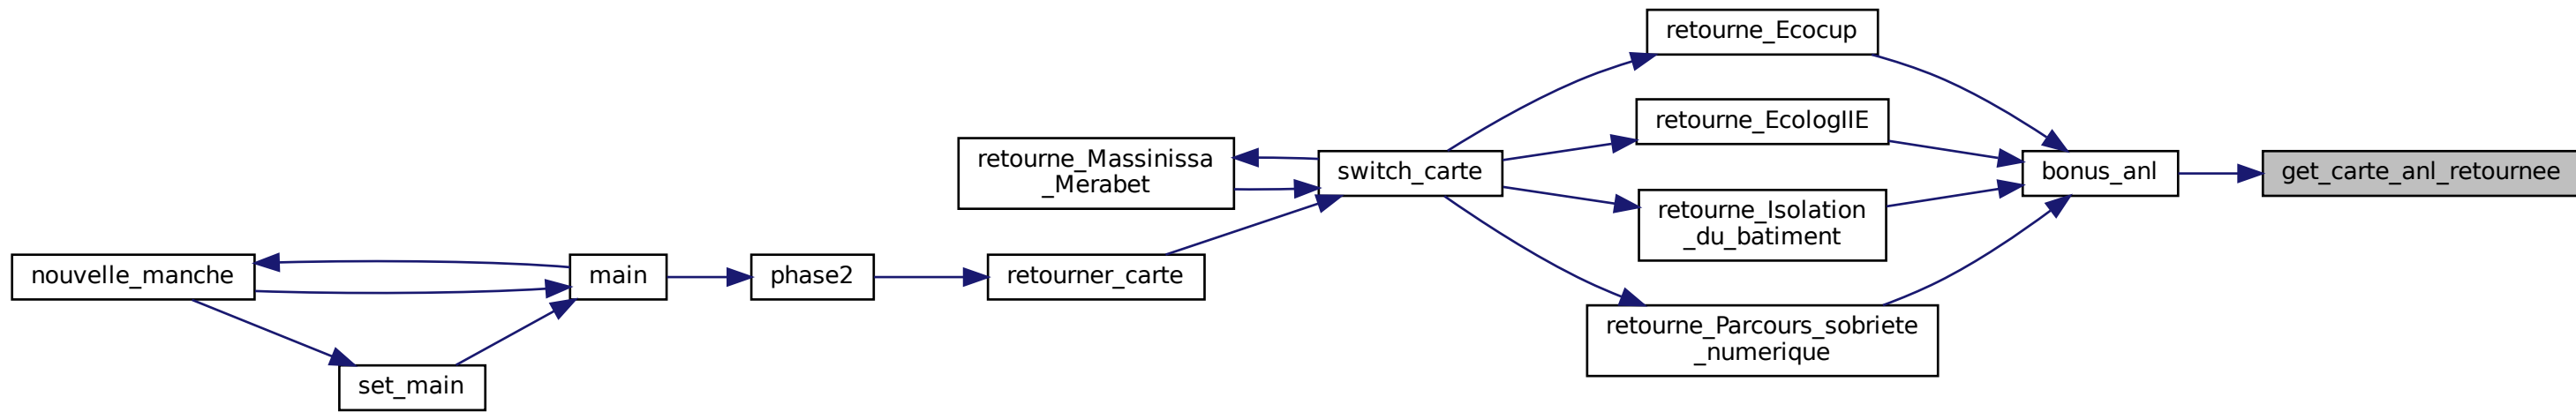 retourne_Ecocup
retourne_EcologIIE
retourne_Massinissa
_Merabet
switch_carte
bonus_anl
get_carte_anl_retournee
retourne_Isolation
_du_batiment
nouvelle_manche
main
phase2
retourner_carte
retourne_Parcours_sobriete
_numerique
set_main